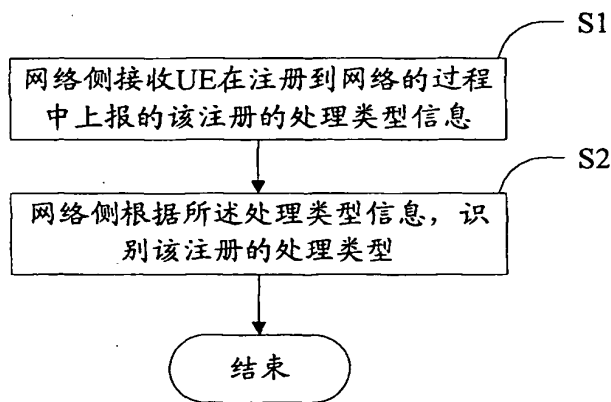 S1
网络侧接收UE在注册到网络的过程
中上报的该注册的处理类型信息
S2
网络侧根据所述处理类型信息，识
别该注册的处理类型
结束